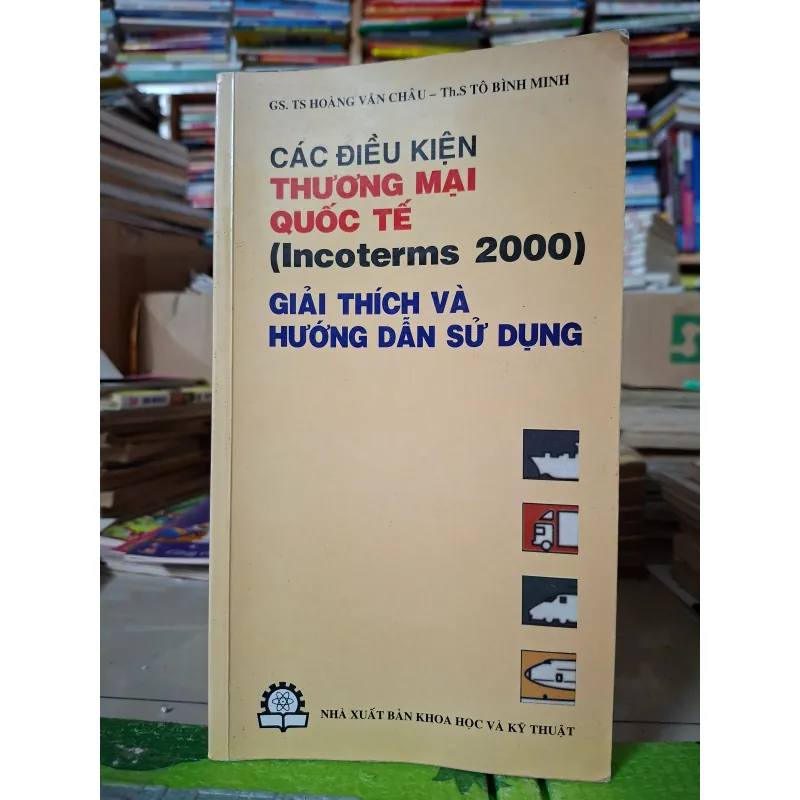 GS. TS HOÀNG VĂN CHÂU – Th.S TÔ BÌNH MINH
CÁC ĐIỀU KIỆN
THƯƠNG MẠI
QUỐC TẾ
(Incoterms 2000)
GIẢI THÍCH VÀ
HƯỚNG DẪN SỬ DỤNG
NHÀ XUẤT BẢN KHOA HỌC VÀ KỸ THUẬT